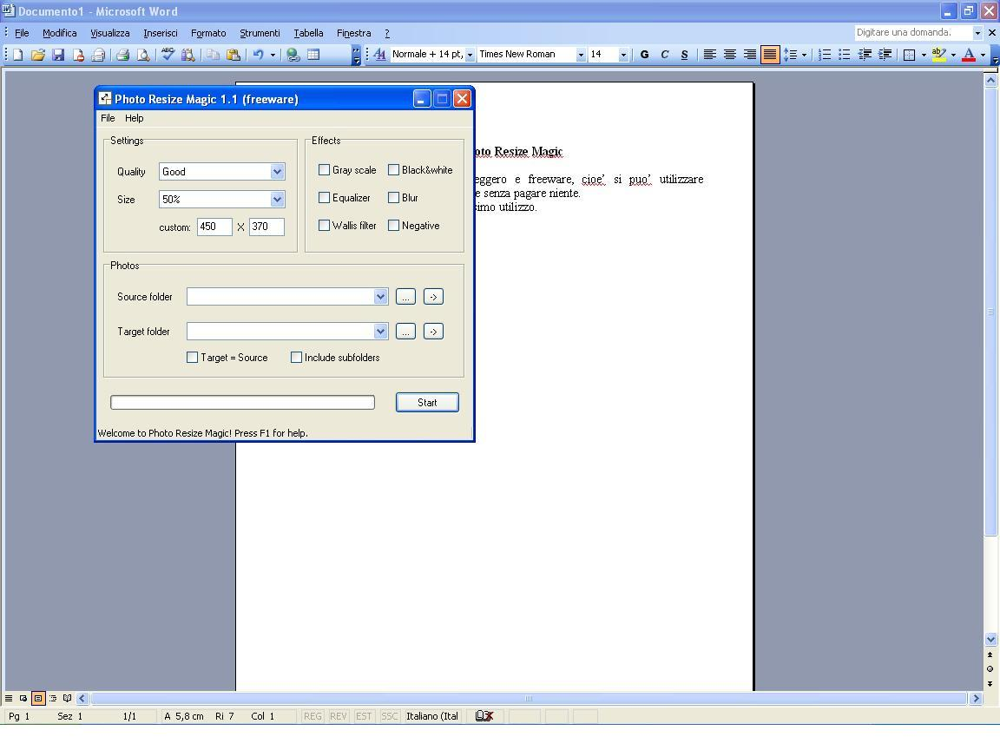 Documento1 - Microsoft Word
File Modifica Visualizza Inserisci Formato Strumenti Tabella Finestra ? Digitare una domanda.
Normale + 14 pt, Times New Roman 14 G C S
Photo Resize Magic 1.1 (freeware)
File Help
Settings
Quality Good
Size 50%
custom: 450 X 370
Effects
Gray scale Black&white
Equalizer Blur
Wallis filter Negative
Photos
Source folder ... ->
Target folder ... ->
Target = Source Include subfolders
Start
Welcome to Photo Resize Magic! Press F1 for help.
Resize Magic
e freeware, cioe' si puo' utilizzare
senza pagare niente.
utilizzo.
Pg 1 Sez 1 1/1 A 5,8 cm Ri 7 Col 1 REG REV EST SSC Italiano (Ital